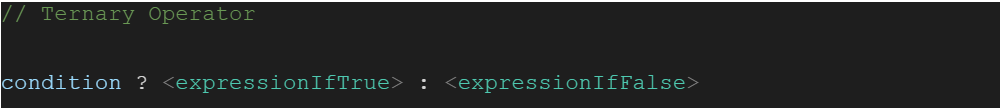 // Ternary Operator
condition ? <expressionIfTrue> : <expressionIfFalse>